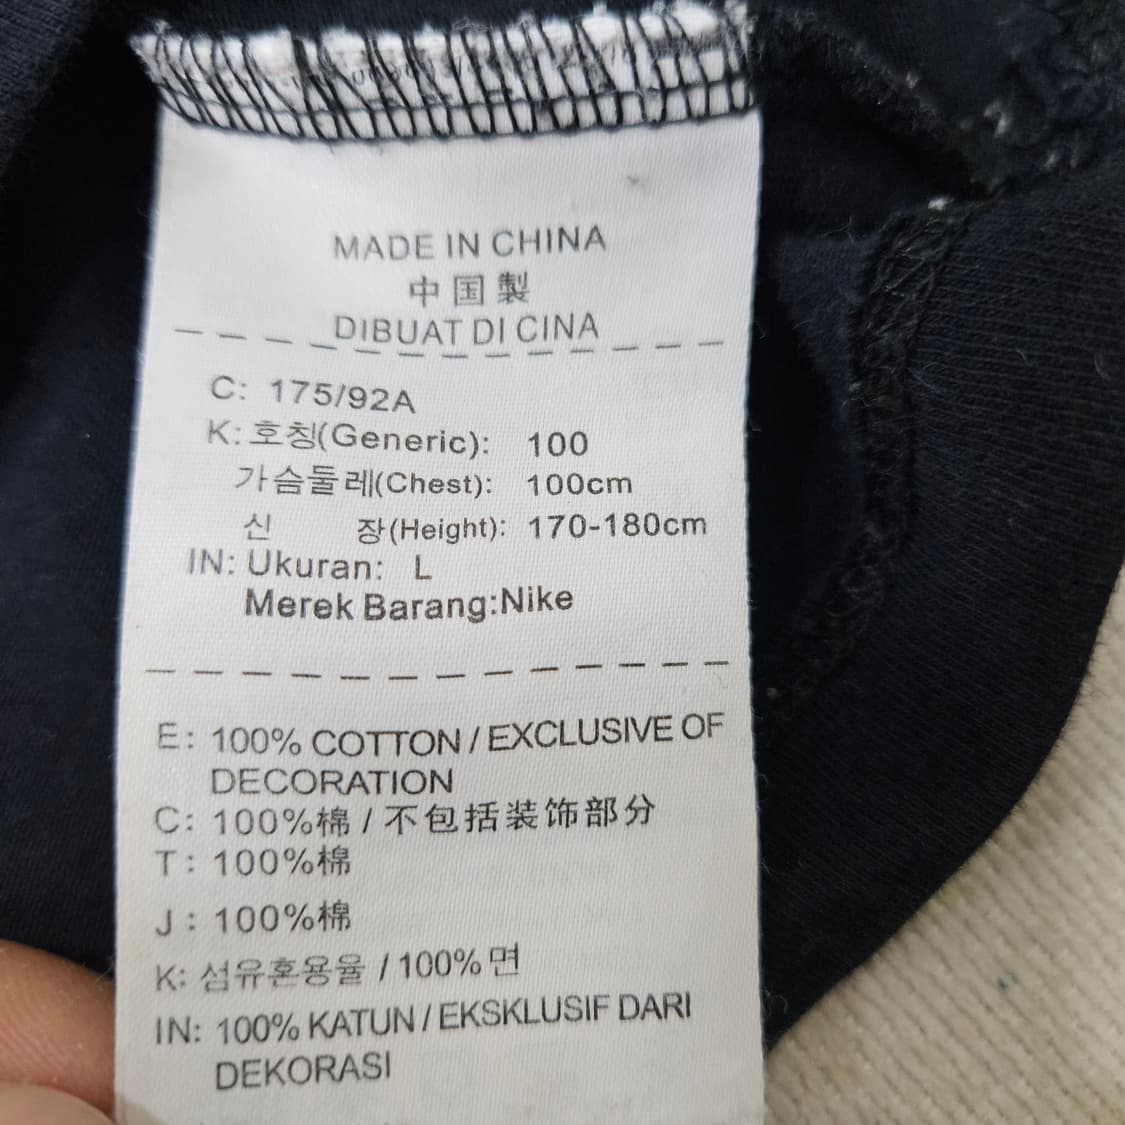 MADE IN CHINA
中国製
DIBUAT DI CINA
C: 175/92A
K: 호칭(Generic): 100
가슴둘레(Chest): 100cm
신 장(Height): 170-180cm
IN: Ukuran: L
Merek Barang:Nike
E: 100% COTTON / EXCLUSIVE OF
DECORATION
C: 100%棉 / 不包括装饰部分
T: 100%棉
J: 100%棉
K: 섬유혼용율 / 100% 면
IN: 100% KATUN / EKSKLUSIF DARI
DEKORASI